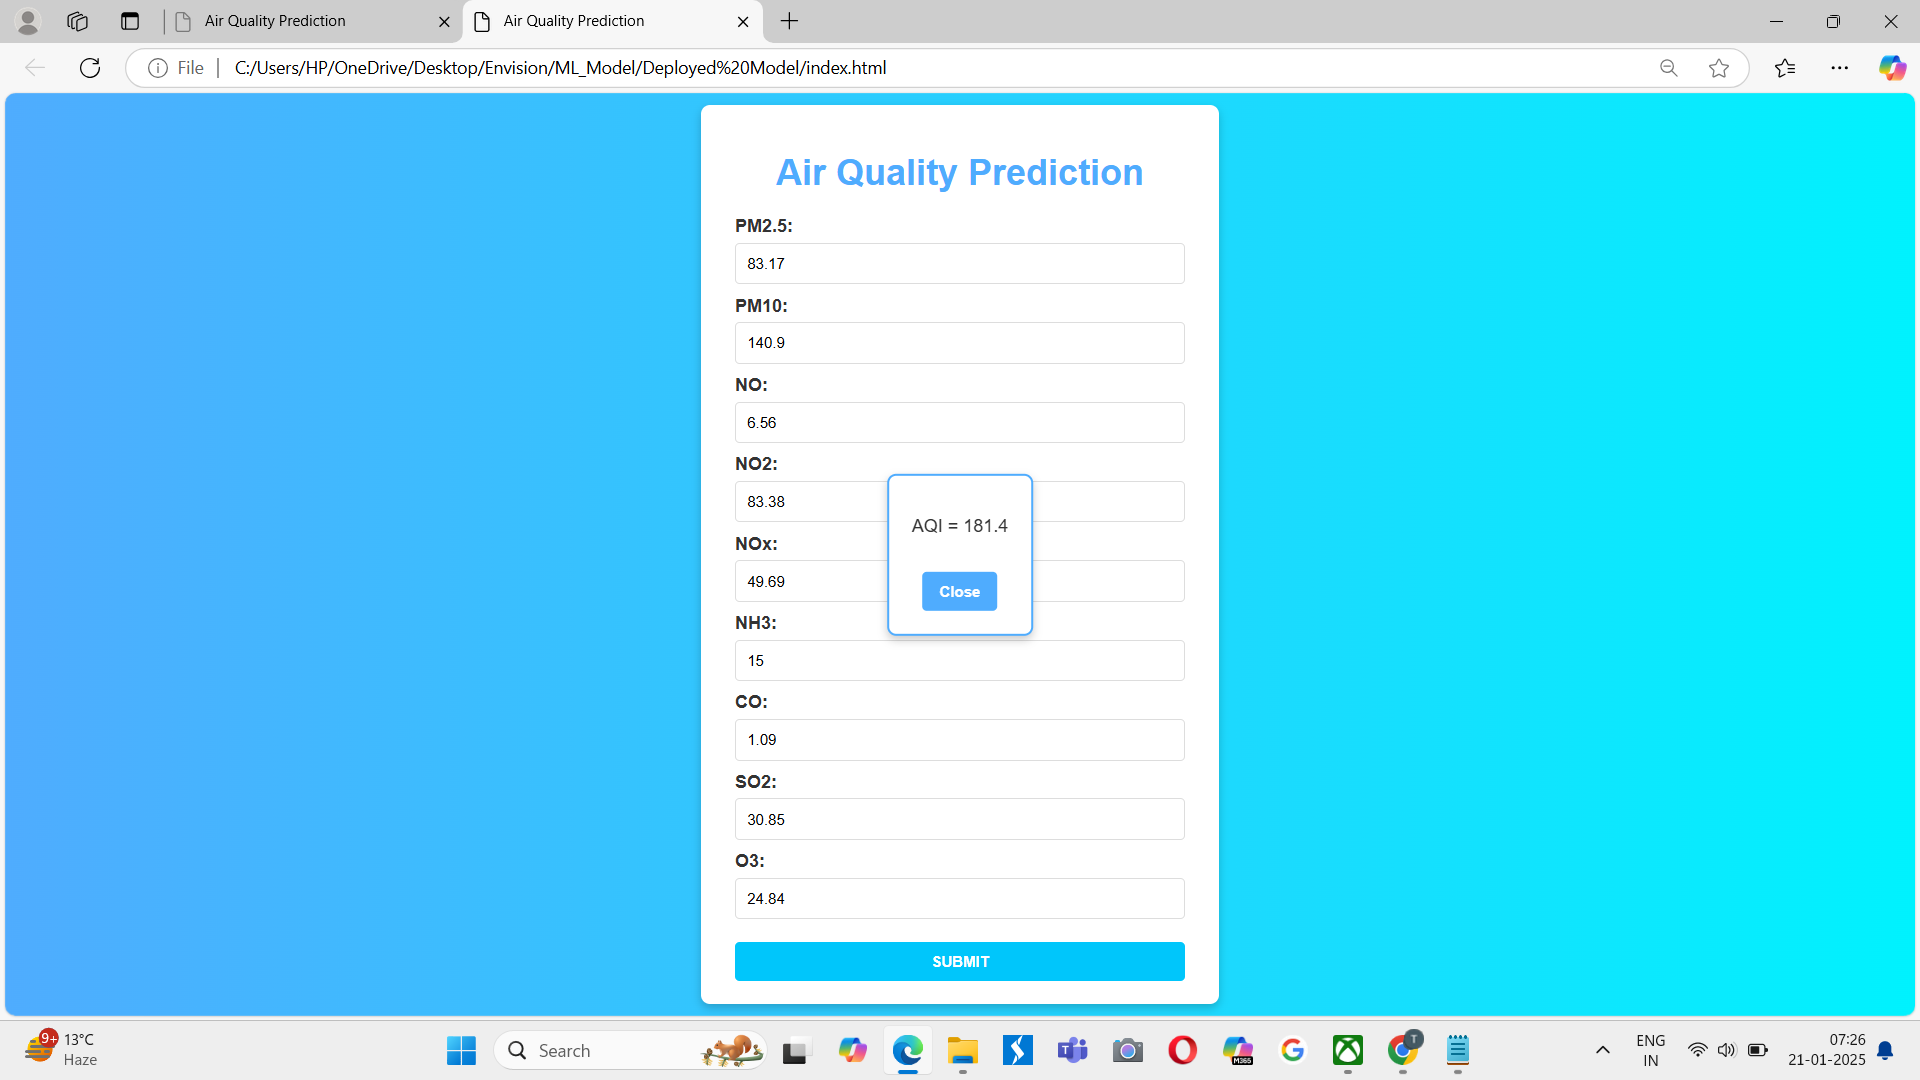 Air Quality Prediction
Air Quality Prediction
File
C:/Users/HP/OneDrive/Desktop/Envision/ML_Model/Deployed%20Model/index.html
Air Quality Prediction
PM2.5:
83.17
PM10:
140.9
NO:
6.56
NO2:
83.38
NOx:
49.69
AQI = 181.4
Close
NH3:
15
CO:
1.09
SO2:
30.85
O3:
24.84
SUBMIT
9+
13°C
Haze
Search
M365
T
ENG
IN
07:26
21-01-2025